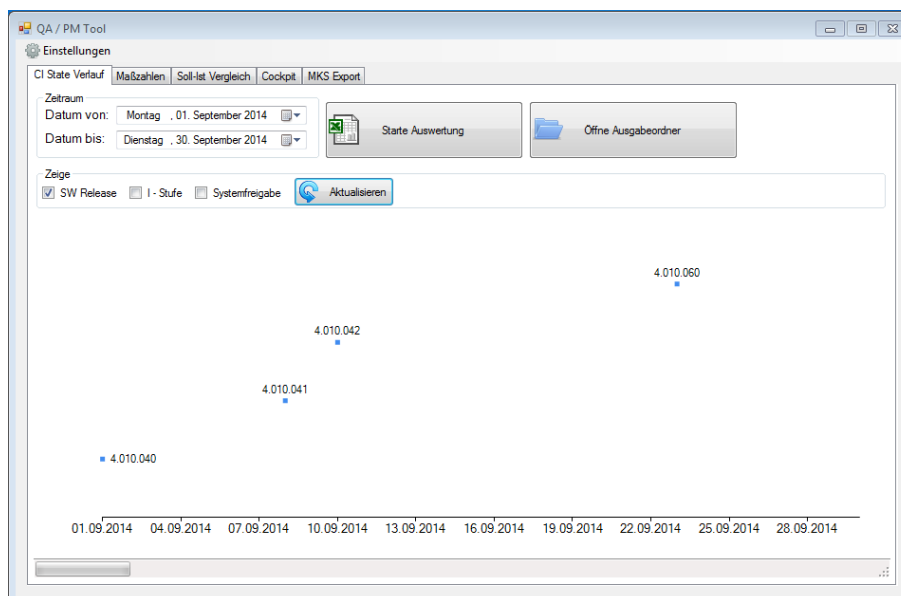 QA / PM Tool
Einstellungen
CI State Verlauf Maßzahlen Soll-Ist Vergleich Cockpit MKS Export
Zeitraum
Datum von: Montag , 01. September 2014
Datum bis: Dienstag , 30. September 2014
Starte Auswertung
Öffne Ausgabeordner
Zeige
SW Release I - Stufe Systemfreigabe Aktualisieren
4.010.060
4.010.042
4.010.041
4.010.040
01.09.2014 04.09.2014 07.09.2014 10.09.2014 13.09.2014 16.09.2014 19.09.2014 22.09.2014 25.09.2014 28.09.2014